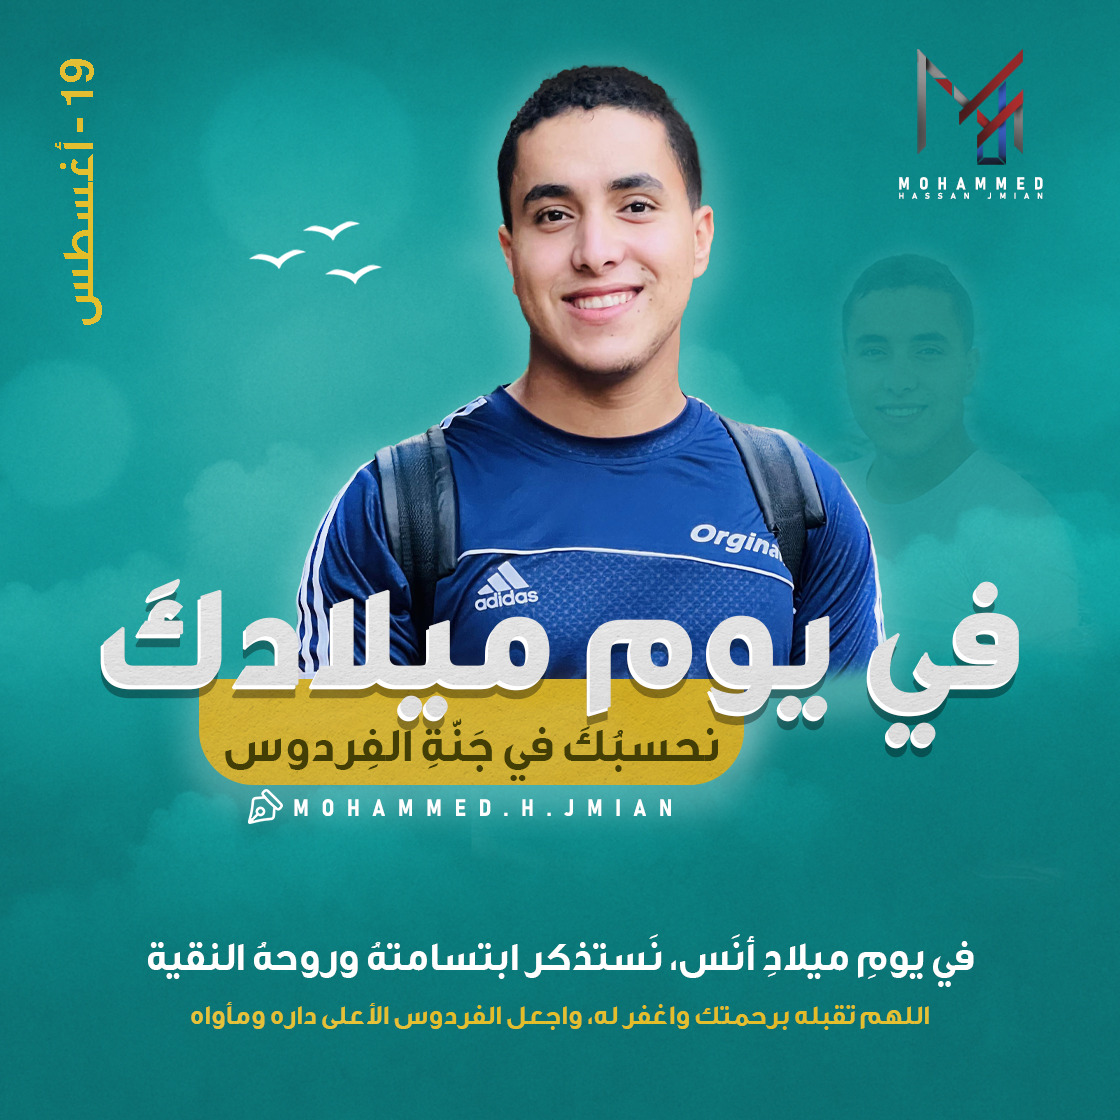 19 - أغسطس
MOHAMMED
HASSAN JMIAN
Orgina
adidas
في يومِ ميلادكَ
نحسبُكَ في جَنّةِ الفِردوس
MOHAMMED.H.JMIAN
في يومِ ميلادِ أنَس، نَستذكر ابتسامتهُ وروحهُ النقية
اللهم تقبله برحمتك واغفر له، واجعل الفردوس الأعلى داره ومأواه